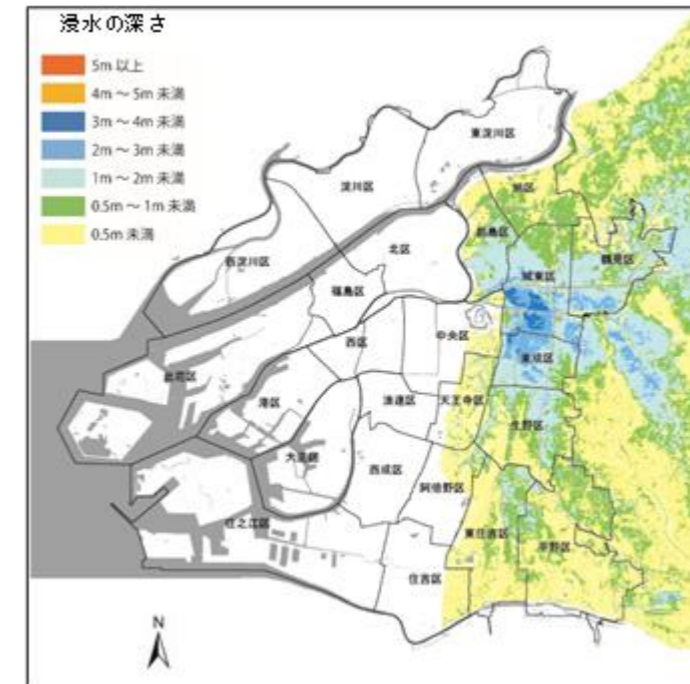 浸水の深さ
5m 以上
4m ～ 5m 未満
3m ～ 4m 未満
2m ～ 3m 未満
1m ～ 2m 未満
0.5m ～ 1m 未満
0.5m 未満
東淀川区
淀川区
旭区
都島区
北区
西淀川区
鶴見区
城東区
福島区
中央区
西区
東成区
此花区
港区
浪速区
天王寺区
生野区
大正区
西成区
阿倍野区
住之江区
東住吉区
平野区
住吉区
N